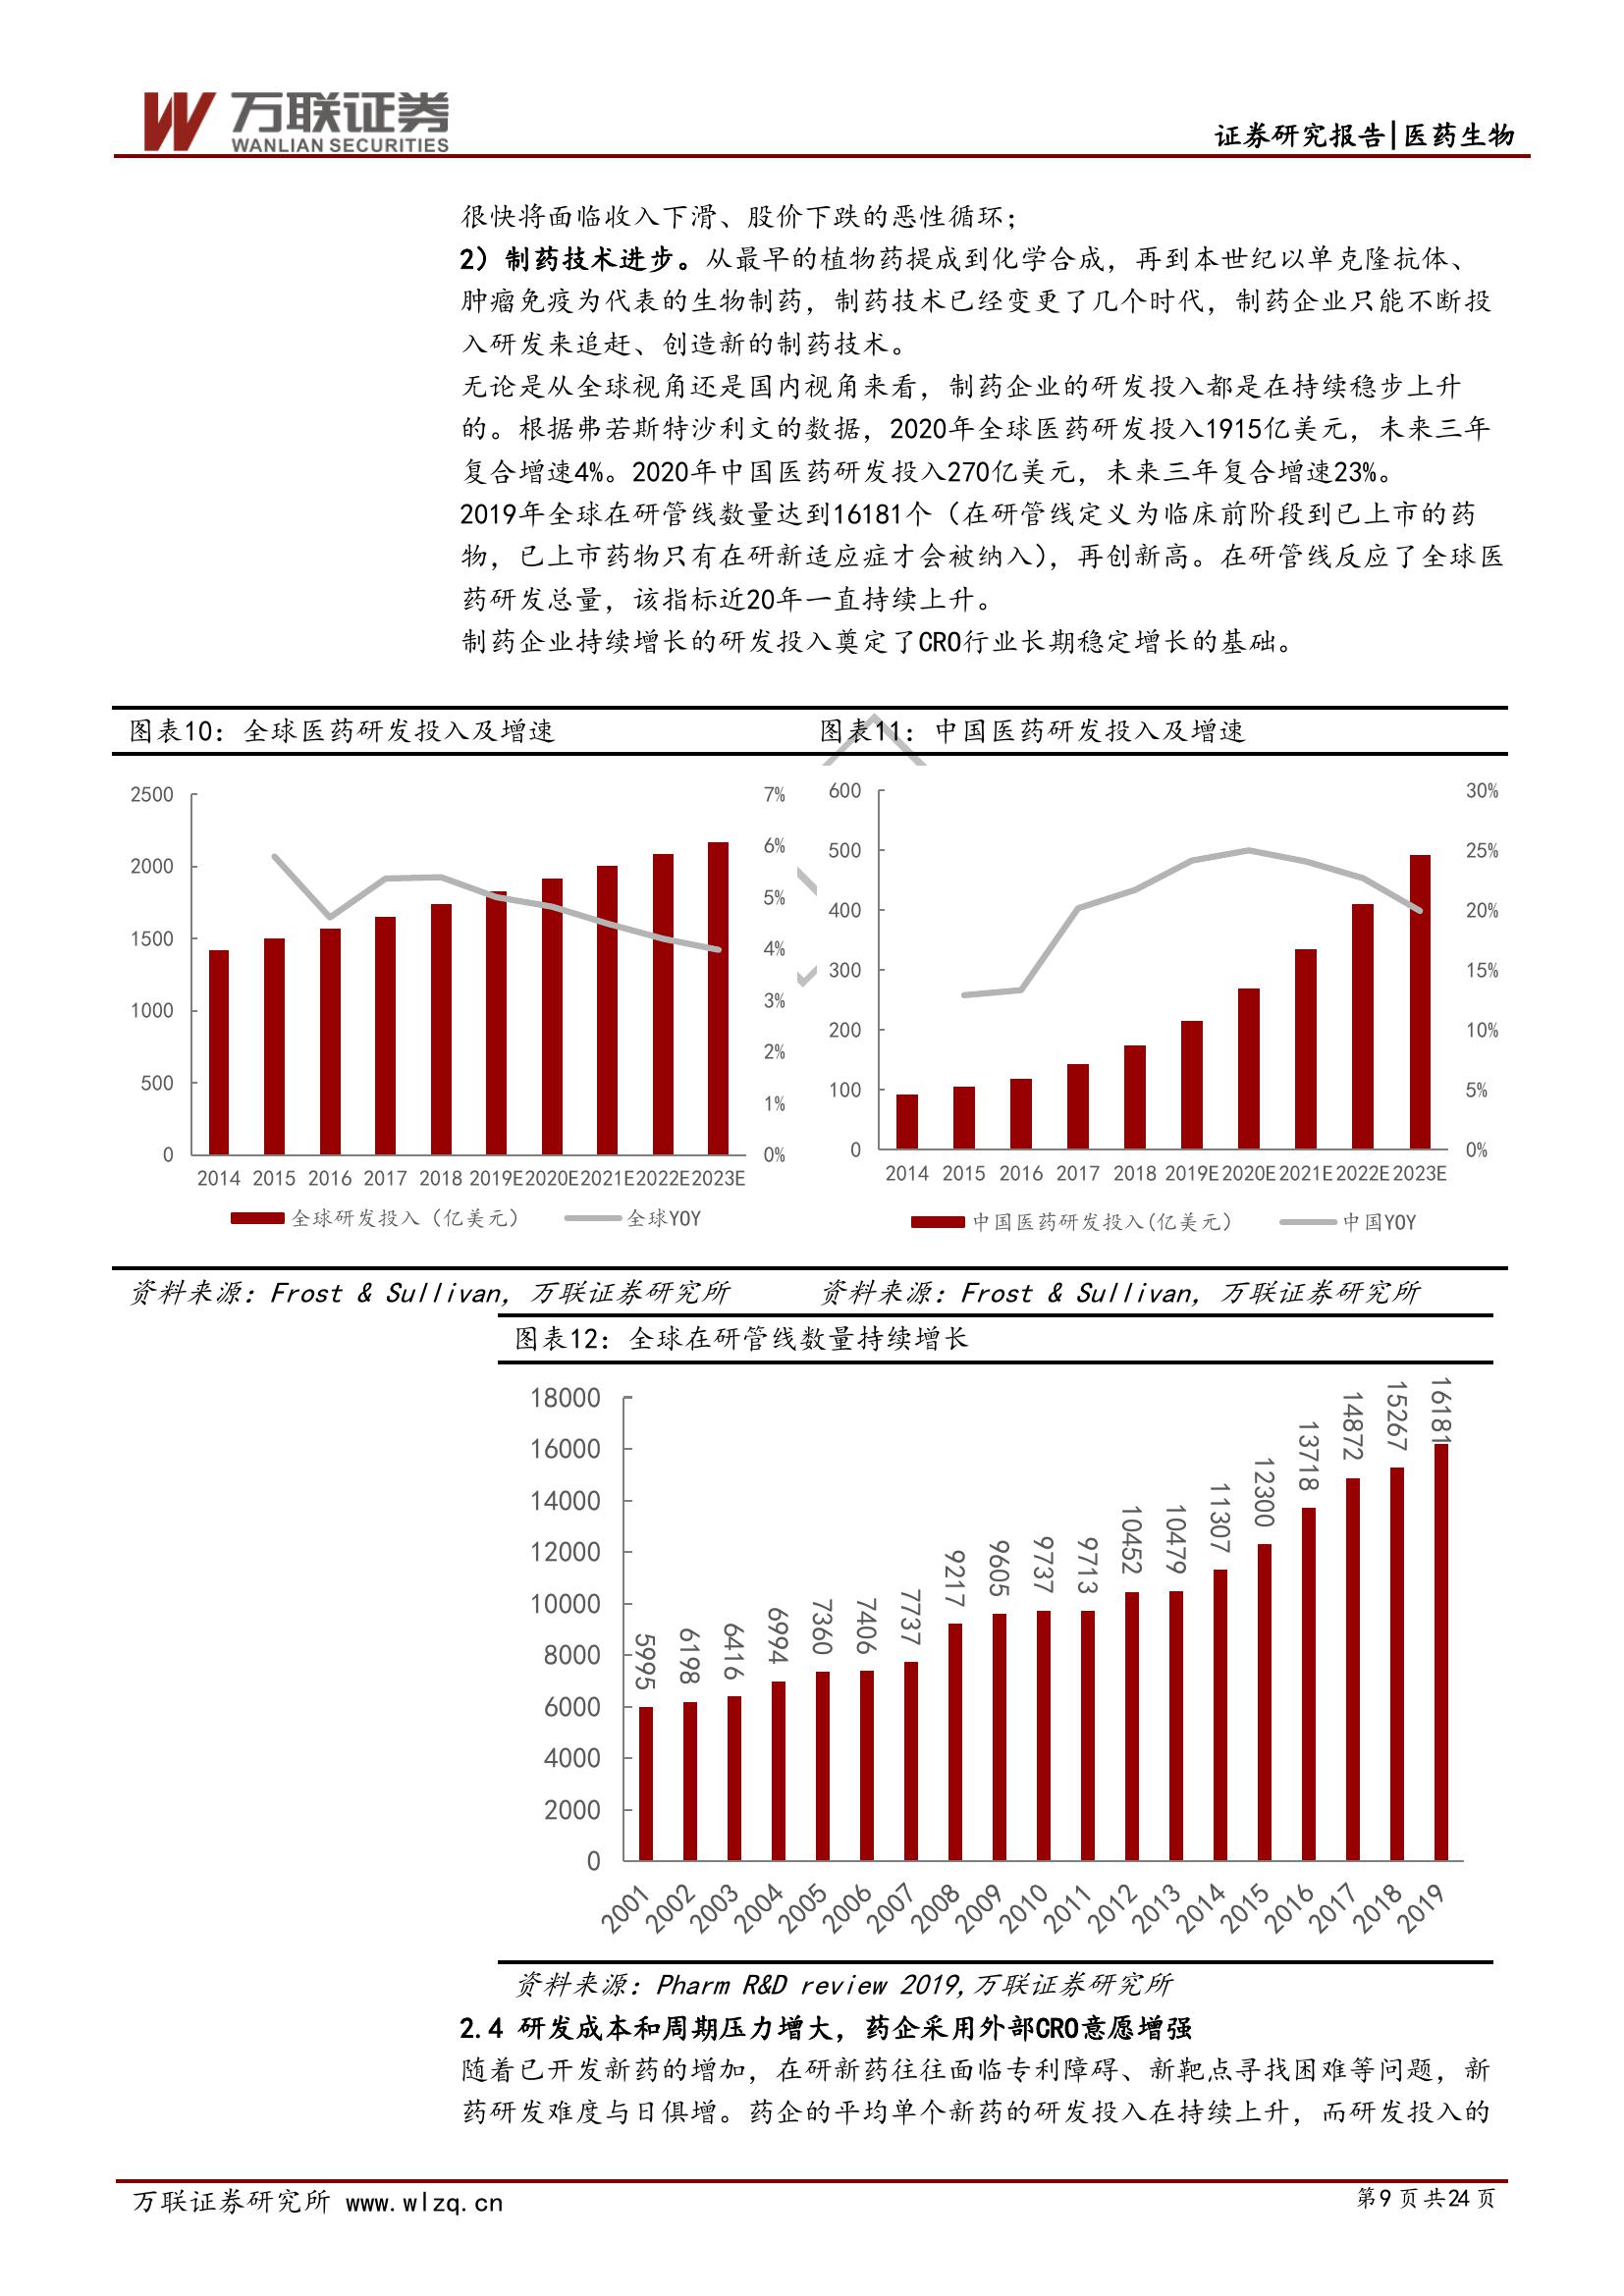 万联证券
WANLIAN SECURITIES
证券研究报告|医药生物
很快将面临收入下滑、股价下跌的恶性循环；
2）制药技术进步。从最早的植物药提成到化学合成，再到本世纪以单克隆抗体、
肿瘤免疫为代表的生物制药，制药技术已经变更了几个时代，制药企业只能不断投
入研发来追赶、创造新的制药技术。
无论是从全球视角还是国内视角来看，制药企业的研发投入都是在持续稳步上升
的。根据弗若斯特沙利文的数据，2020年全球医药研发投入1915亿美元，未来三年
复合增速4%。2020年中国医药研发投入270亿美元，未来三年复合增速23%。
2019年全球在研管线数量达到16181个（在研管线定义为临床前阶段到已上市的药
物，已上市药物只有在研新适应症才会被纳入），再创新高。在研管线反应了全球医
药研发总量，该指标近20年一直持续上升。
制药企业持续增长的研发投入奠定了CRO行业长期稳定增长的基础。
图表10：全球医药研发投入及增速
2500
2000
1500
1000
500
0
7%
6%
5%
4%
3%
2%
1%
0%
2014 2015 2016 2017 2018 2019E 2020E 2021E 2022E 2023E
全球研发投入（亿美元） 全球YOY
资料来源：Frost & Sullivan, 万联证券研究所
图表11：中国医药研发投入及增速
600
500
400
300
200
100
0
30%
25%
20%
15%
10%
5%
0%
2014 2015 2016 2017 2018 2019E 2020E 2021E 2022E 2023E
中国医药研发投入(亿美元） 中国YOY
资料来源：Frost & Sullivan, 万联证券研究所
图表12：全球在研管线数量持续增长
18000
16000
14000
12000
10000
8000
6000
4000
2000
0
5995 6198 6416 6994 7360 7406 7737 9217 9605 9737 9713 10452 10479 11307 12300 13718 14872 15267 16181
2001 2002 2003 2004 2005 2006 2007 2008 2009 2010 2011 2012 2013 2014 2015 2016 2017 2018 2019
资料来源：Pharm R&D review 2019,万联证券研究所
2.4 研发成本和周期压力增大，药企采用外部CRO意愿增强
随着已开发新药的增加，在研新药往往面临专利障碍、新靶点寻找困难等问题，新
药研发难度与日俱增。药企的平均单个新药的研发投入在持续上升，而研发投入的
万联证券研究所 www.wlzq.cn
第9页共24页